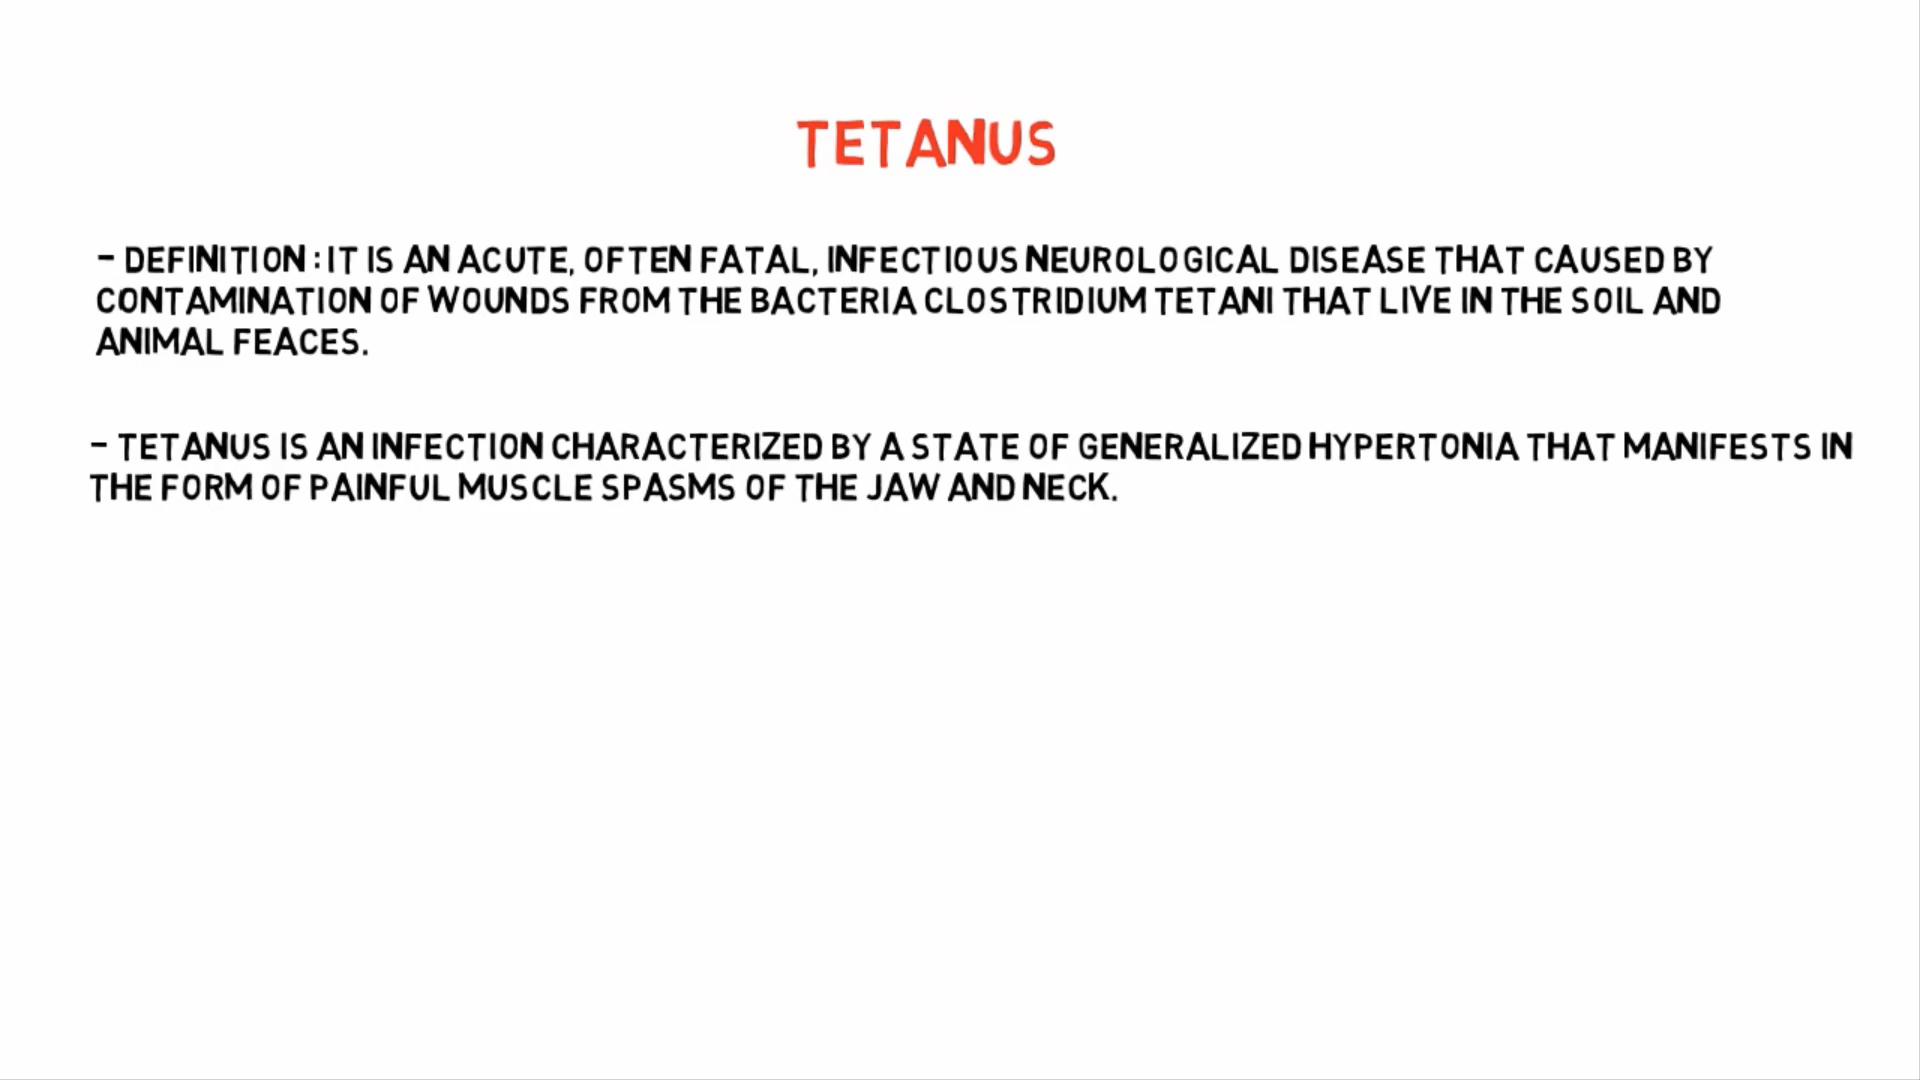 TETANUS
- DEFINITION : IT IS AN ACUTE, OFTEN FATAL, INFECTIOUS NEUROLOGICAL DISEASE THAT CAUSED BY
CONTAMINATION OF WOUNDS FROM THE BACTERIA CLOSTRIDIUM TETANI THAT LIVE IN THE SOIL AND
ANIMAL FEACES.
- TETANUS IS AN INFECTION CHARACTERIZED BY A STATE OF GENERALIZED HYPERTONIA THAT MANIFESTS IN
THE FORM OF PAINFUL MUSCLE SPASMS OF THE JAW AND NECK.